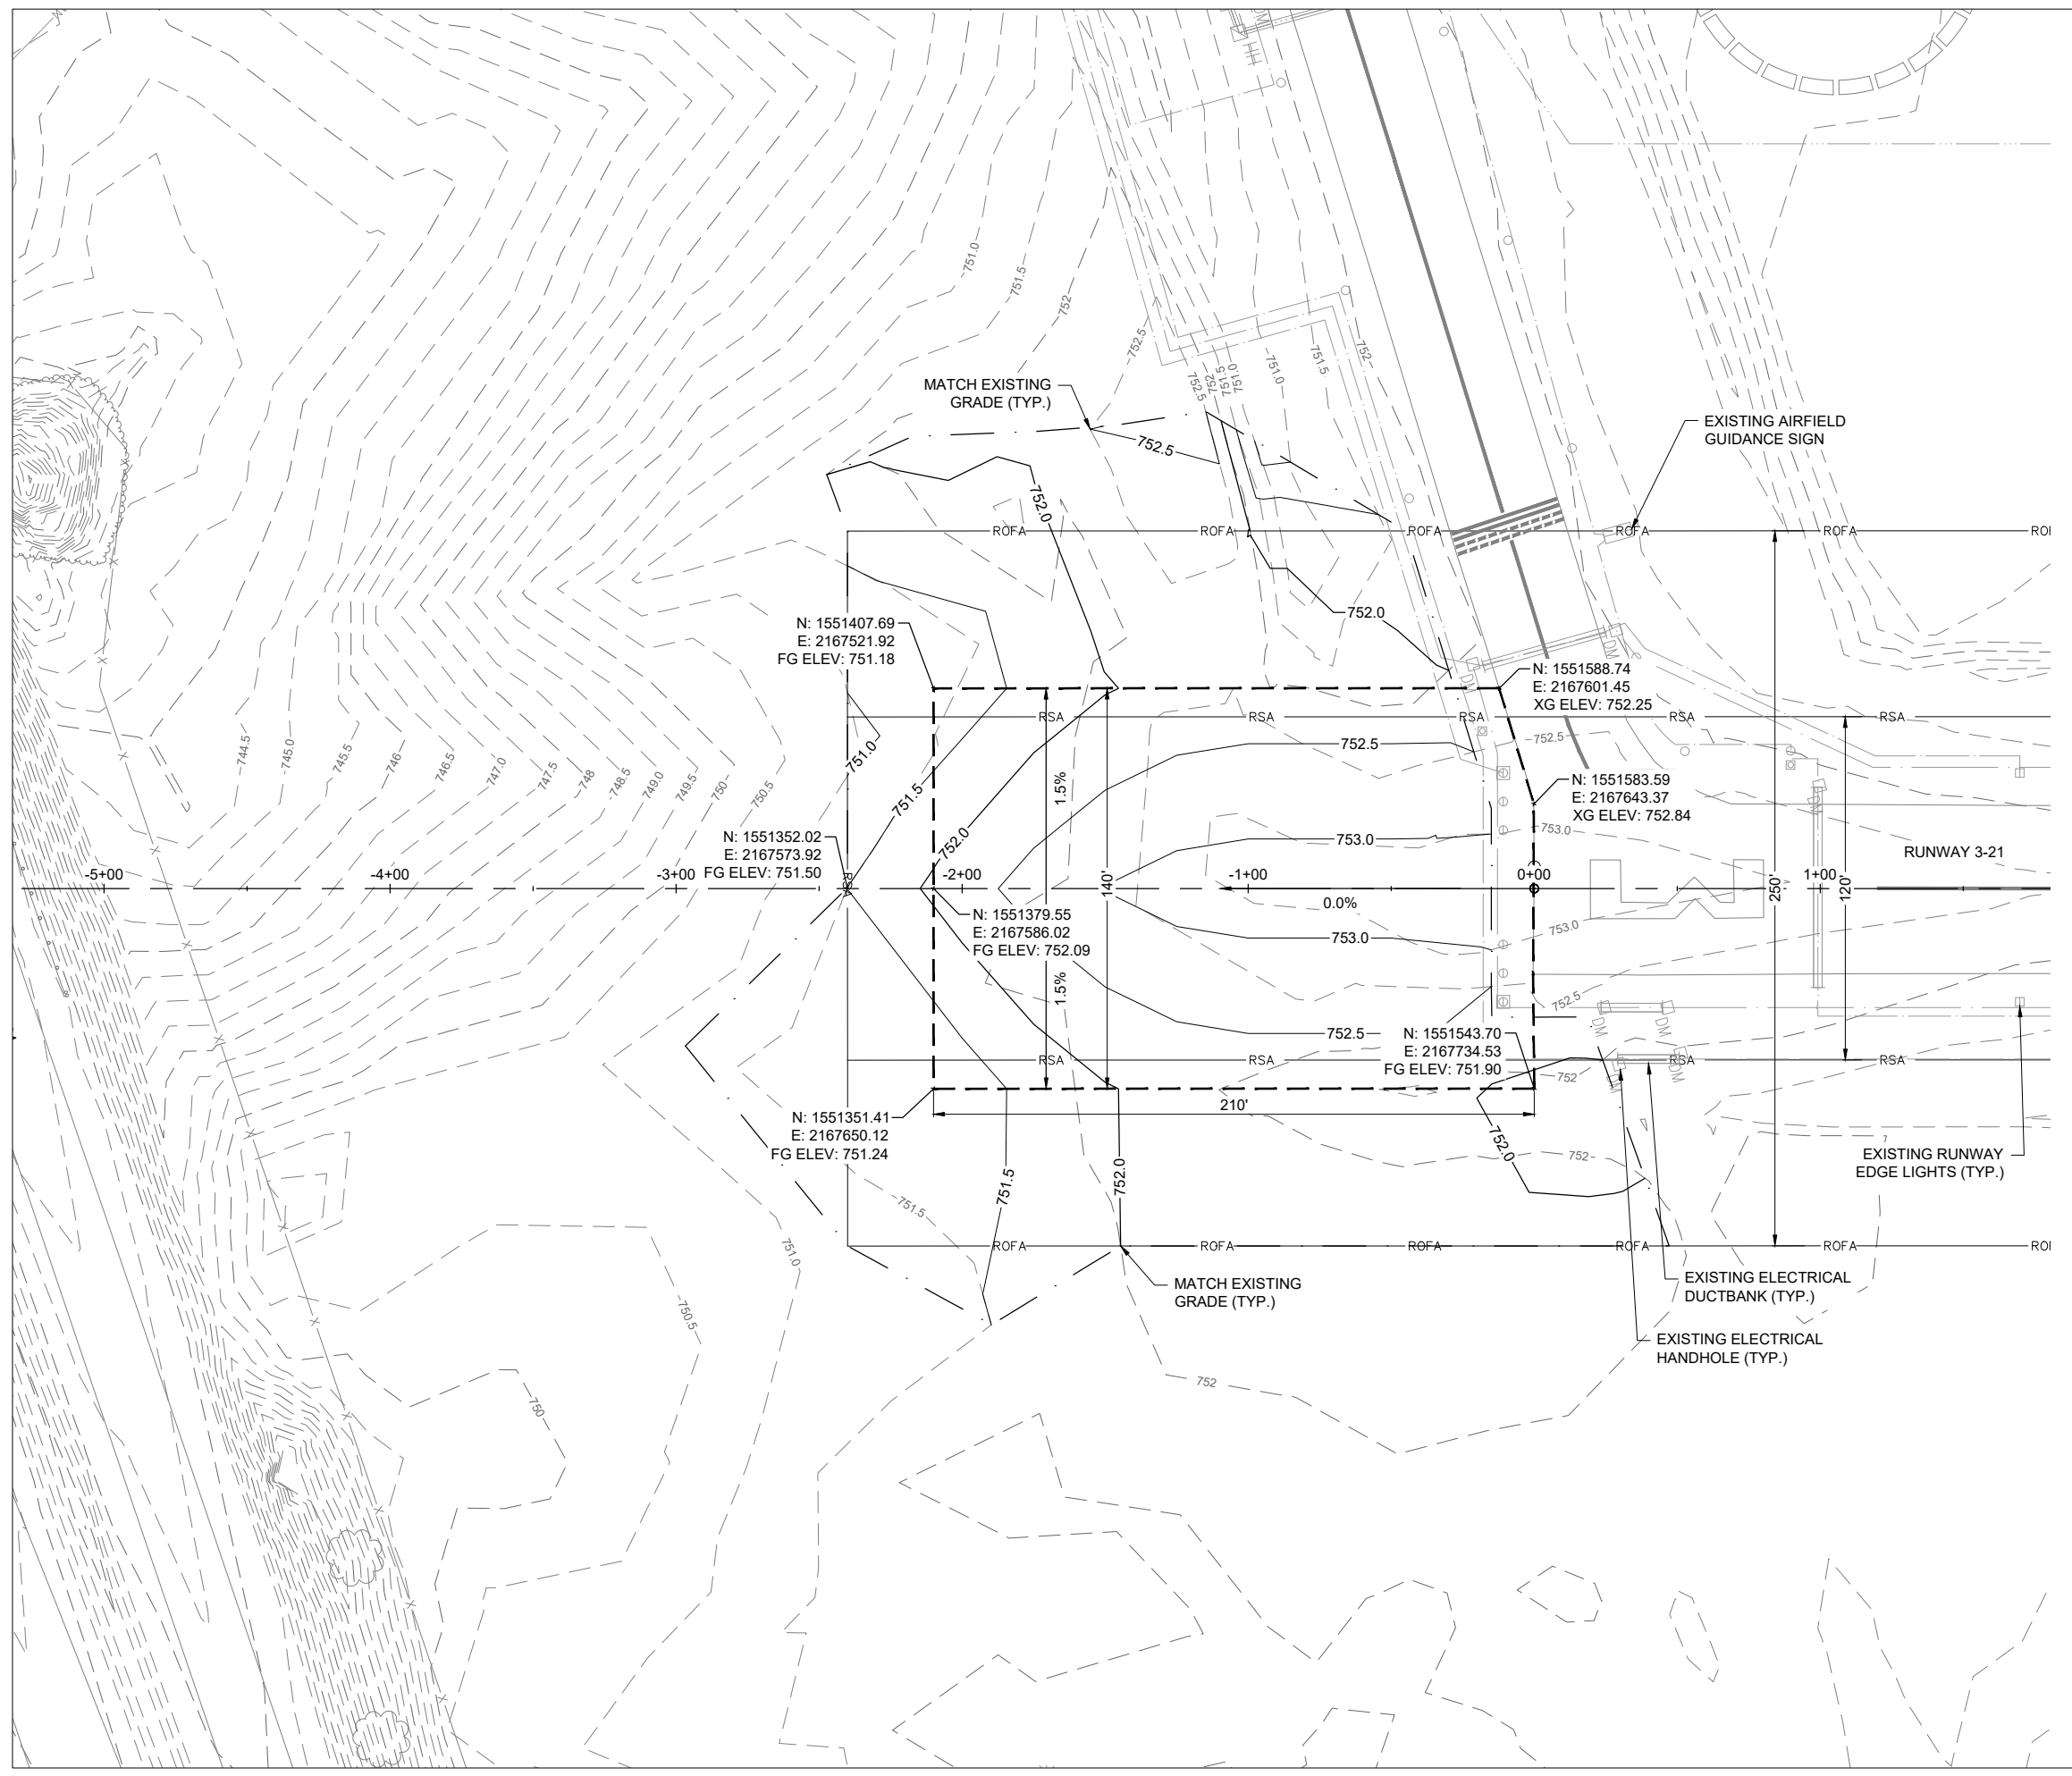 DM
751.0
751.5
752
752.5
752.5
752
751.5
751.0
751.0
751.5
752
MATCH EXISTING
GRADE (TYP.)
752.5
EXISTING AIRFIELD
GUIDANCE SIGN
752.0
ROFA
ROFA
ROFA
ROFA
ROFA
ROF
N: 1551407.69
E: 2167521.92
FG ELEV: 751.18
752.0
DM
DM
N: 1551588.74
E: 2167601.45
XG ELEV: 752.25
RSA
RSA
RSA
RSA
RSA
744.5
745.0
745.5
746
746.5
747.0
747.5
748
748.5
749.0
749.5
750
750.5
751.0
751.5
752.0
1.5%
752.5
752.5
N: 1551583.59
E: 2167643.37
XG ELEV: 752.84
DM
N: 1551352.02
E: 2167573.92
FG ELEV: 751.50
753.0
753.0
RUNWAY 3-21
-5+00
-4+00
-3+00
RSA
-2+00
140'
-1+00
0.0%
0+00
250'
1+00
120'
N: 1551379.55
E: 2167586.02
FG ELEV: 752.09
753.0
753.0
1.5%
752.5
752.5
DM
DM
N: 1551543.70
E: 2167734.53
FG ELEV: 751.90
RSA
RSA
RSA
RSA
752
DM
DM
N: 1551351.41
E: 2167650.12
FG ELEV: 751.24
210'
751.5
751.5
752.0
752.0
752
EXISTING RUNWAY
EDGE LIGHTS (TYP.)
751.0
ROFA
ROFA
ROFA
ROFA
ROFA
ROF
750.5
MATCH EXISTING
GRADE (TYP.)
EXISTING ELECTRICAL
DUCTBANK (TYP.)
EXISTING ELECTRICAL
HANDHOLE (TYP.)
752
750